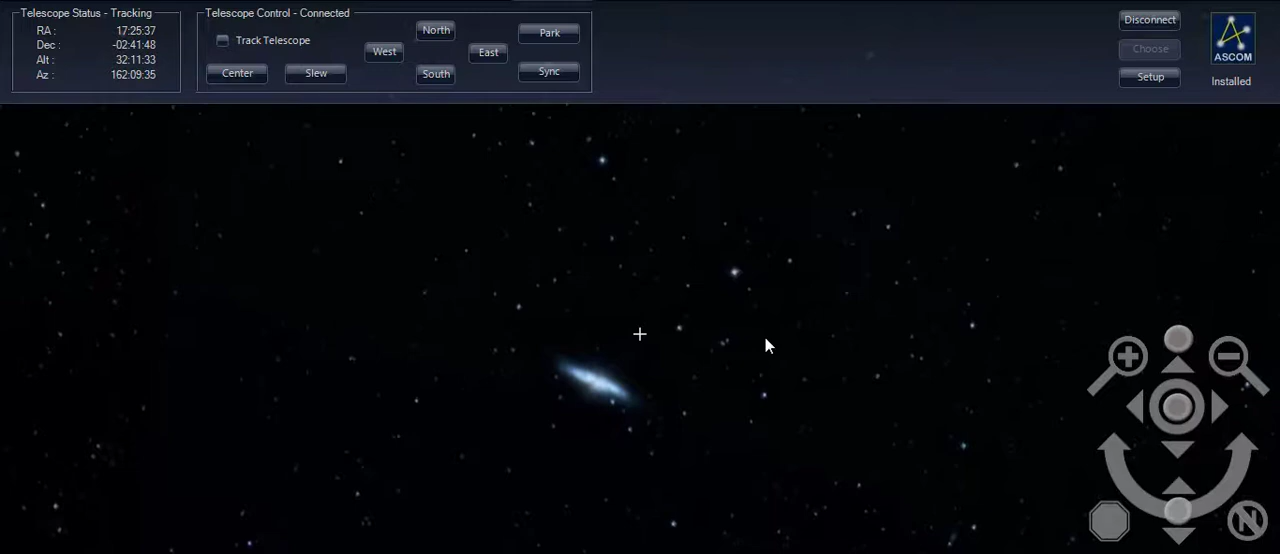 Telescope Status - Tracking
RA : 17:25:37
Dec : -02:41:48
Alt : 32:11:33
Az : 162:09:35
Telescope Control - Connected
Track Telescope
Center
Slew
West
North
South
East
Park
Sync
Disconnect
Choose
Setup
ASCOM
Installed
N